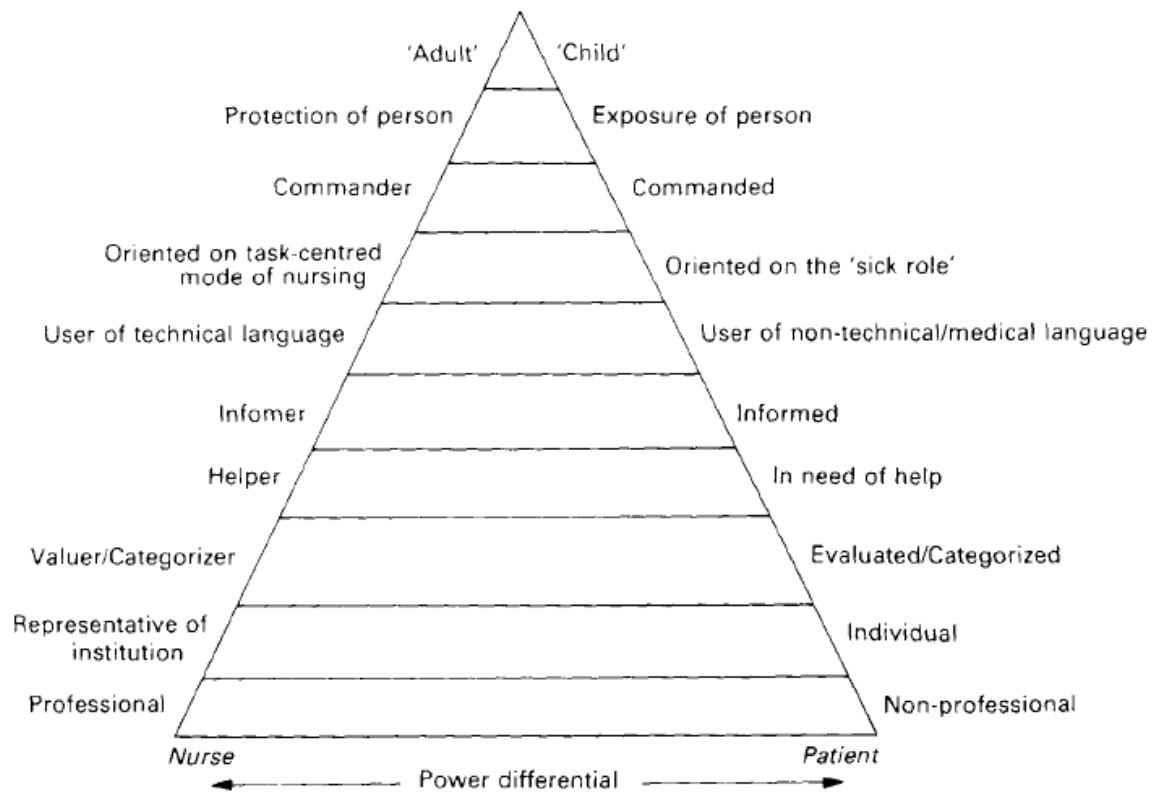 'Adult' 'Child'
Protection of person Exposure of person
Commander Commanded
Oriented on task-centred
mode of nursing
Oriented on the 'sick role'
User of technical language User of non-technical/medical language
Infomer Informed
Helper In need of help
Valuer/Categorizer Evaluated/Categorized
Representative of
institution
Individual
Professional Non-professional
Nurse Patient
Power differential